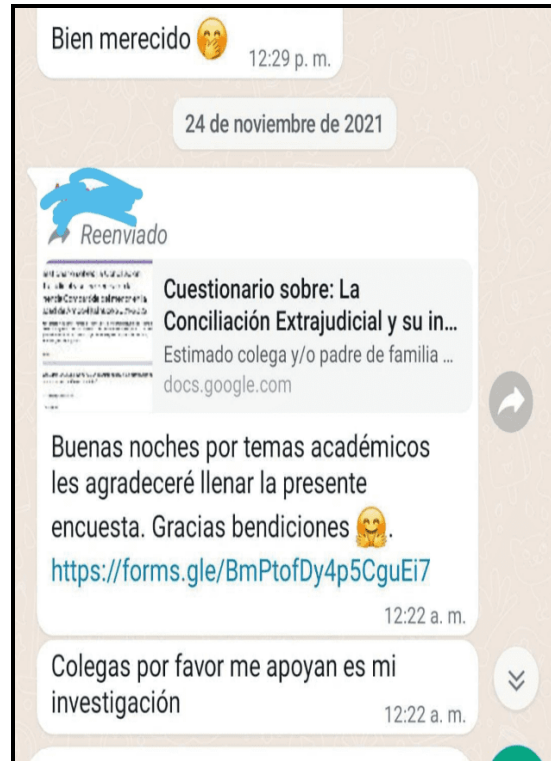 Bien merecido 🤭
12:29 p. m.
24 de noviembre de 2021
Reenviado
Cuestionario sobre: La
Conciliación Extrajudicial y su in...
Estimado colega y/o padre de familia ...
docs.google.com
Buenas noches por temas académicos
les agradeceré llenar la presente
encuesta. Gracias bendiciones 🤗.
https://forms.gle/BmPtofDy4p5CguEi7
12:22 a. m.
Colegas por favor me apoyan es mi
investigación
12:22 a. m.